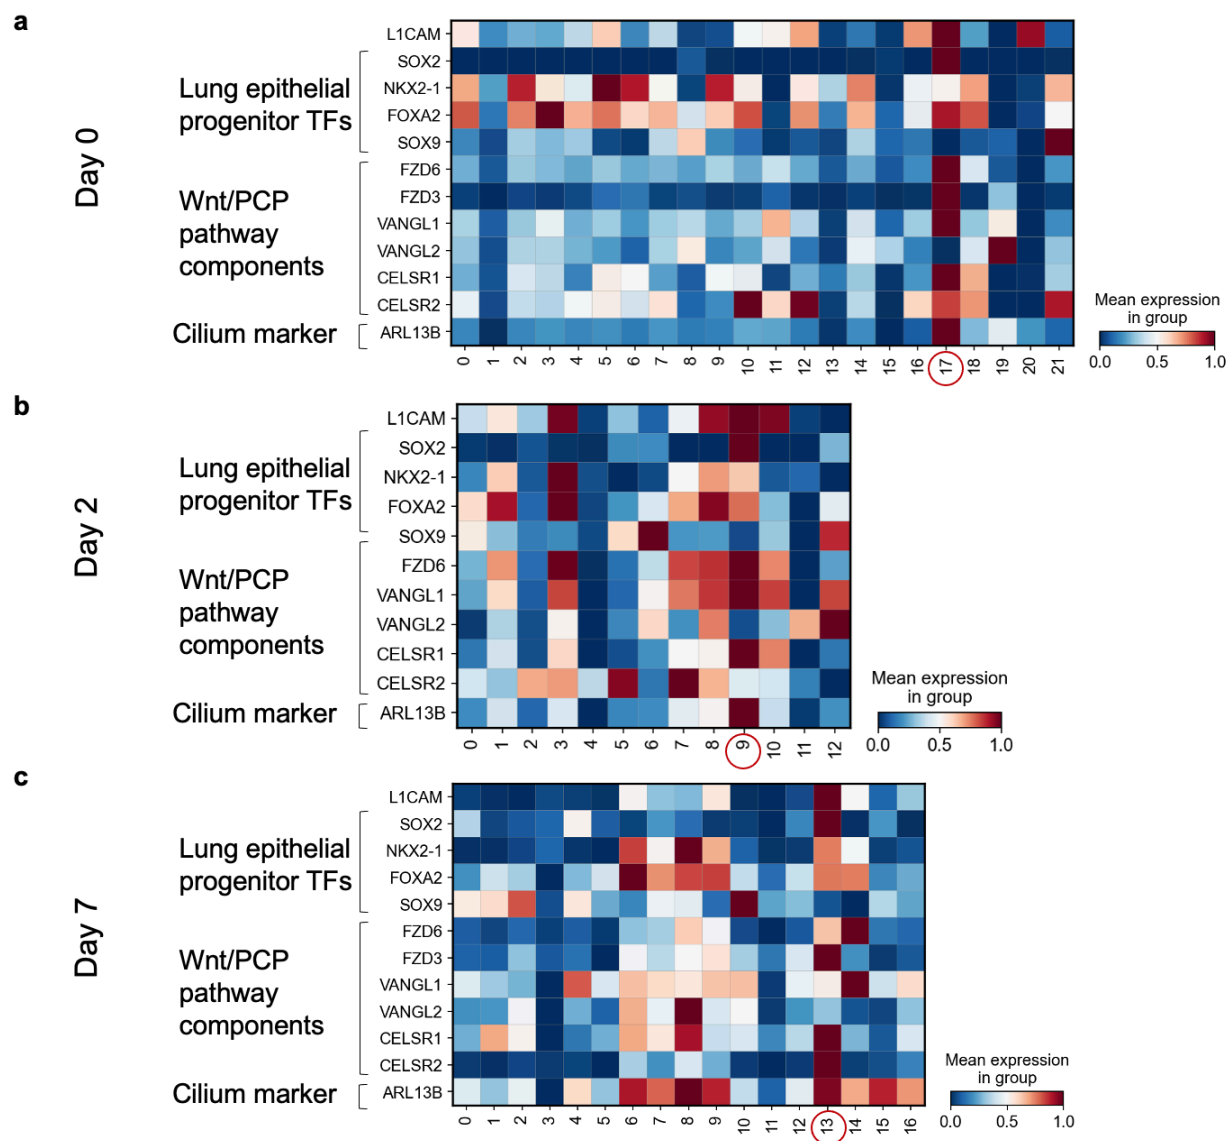 a
Day 0
L1CAM
Lung epithelial
progenitor TFs
SOX2
NKX2-1
FOXA2
SOX9
Wnt/PCP
pathway
components
FZD6
FZD3
VANGL1
VANGL2
CELSR1
CELSR2
Cilium marker
ARL13B
0 1 2 3 4 5 6 7 8 9 10 11 12 13 14 15 16 17 18 19 20 21
Mean expression
in group
0.0 0.5 1.0
b
Day 2
L1CAM
Lung epithelial
progenitor TFs
SOX2
NKX2-1
FOXA2
SOX9
Wnt/PCP
pathway
components
FZD6
VANGL1
VANGL2
CELSR1
CELSR2
Cilium marker
ARL13B
0 1 2 3 4 5 6 7 8 9 10 11 12
Mean expression
in group
0.0 0.5 1.0
c
Day 7
L1CAM
Lung epithelial
progenitor TFs
SOX2
NKX2-1
FOXA2
SOX9
Wnt/PCP
pathway
components
FZD6
FZD3
VANGL1
VANGL2
CELSR1
CELSR2
Cilium marker
ARL13B
0 1 2 3 4 5 6 7 8 9 10 11 12 13 14 15 16
Mean expression
in group
0.0 0.5 1.0